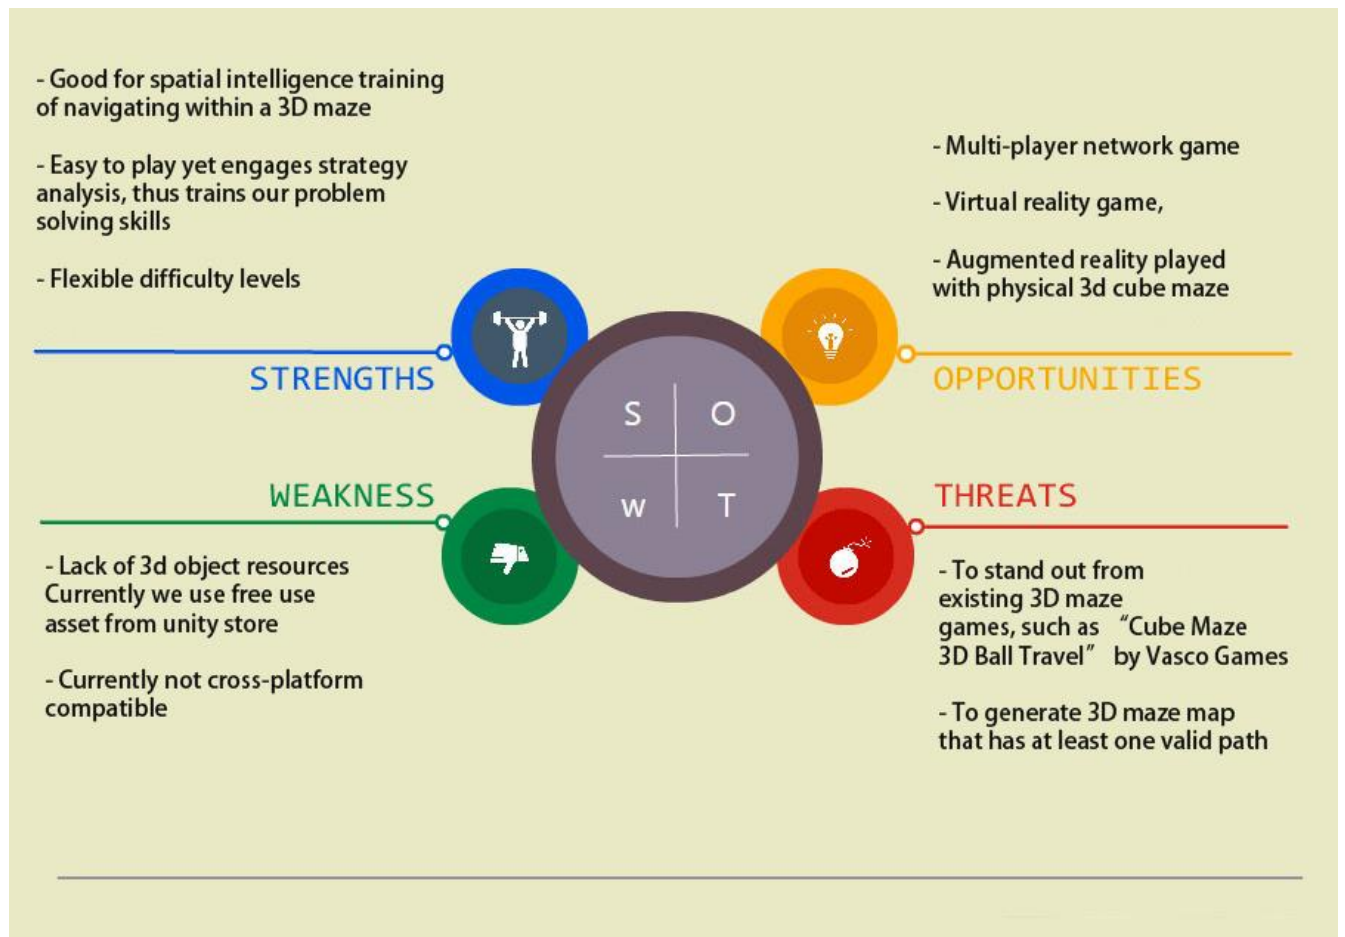 - Good for spatial intelligence training
of navigating within a 3D maze
- Easy to play yet engages strategy
analysis, thus trains our problem
solving skills
- Flexible difficulty levels
STRENGTHS
- Multi-player network game
- Virtual reality game,
- Augmented reality played
with physical 3d cube maze
OPPORTUNITIES
S O
w T
WEAKNESS
- Lack of 3d object resources
Currently we use free use
asset from unity store
- Currently not cross-platform
compatible
THREATS
- To stand out from
existing 3D maze
games, such as “Cube Maze
3D Ball Travel” by Vasco Games
- To generate 3D maze map
that has at least one valid path